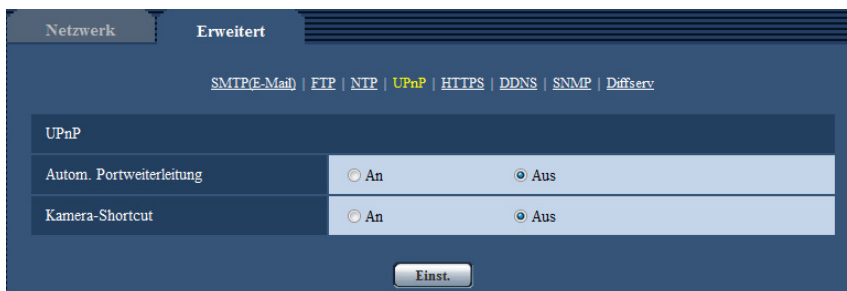 Netzwerk Erweitert
SMTP(E-Mail) | FTP | NTP | UPnP | HTTPS | DDNS | SNMP | Diffserv
UPnP
Autom. Portweiterleitung An Aus
Kamera-Shortcut An Aus
Einst.